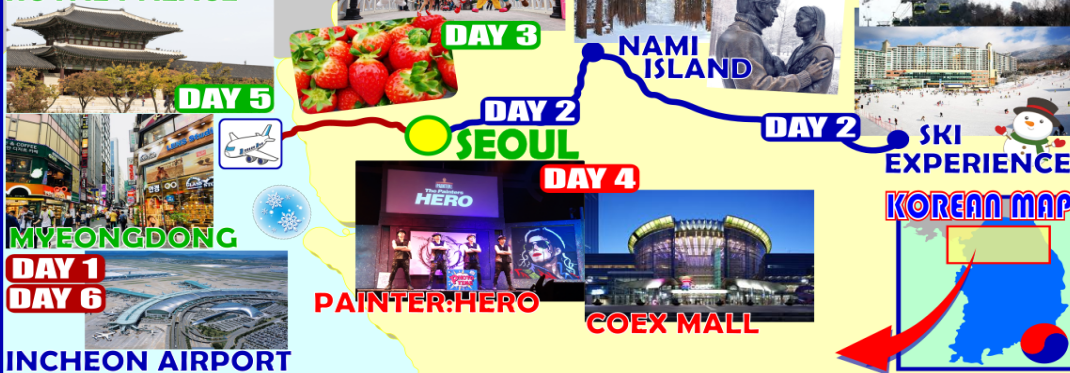 DAY 3
DAY 5
NAMI
ISLAND
DAY 2
SEOUL
DAY 2
SKI
EXPERIENCE
DAY 4
KOREAN MAP
The Painters
HERO
MYEONGDONG
DAY 1
DAY 6
PAINTER:HERO
COEX MALL
INCHEON AIRPORT